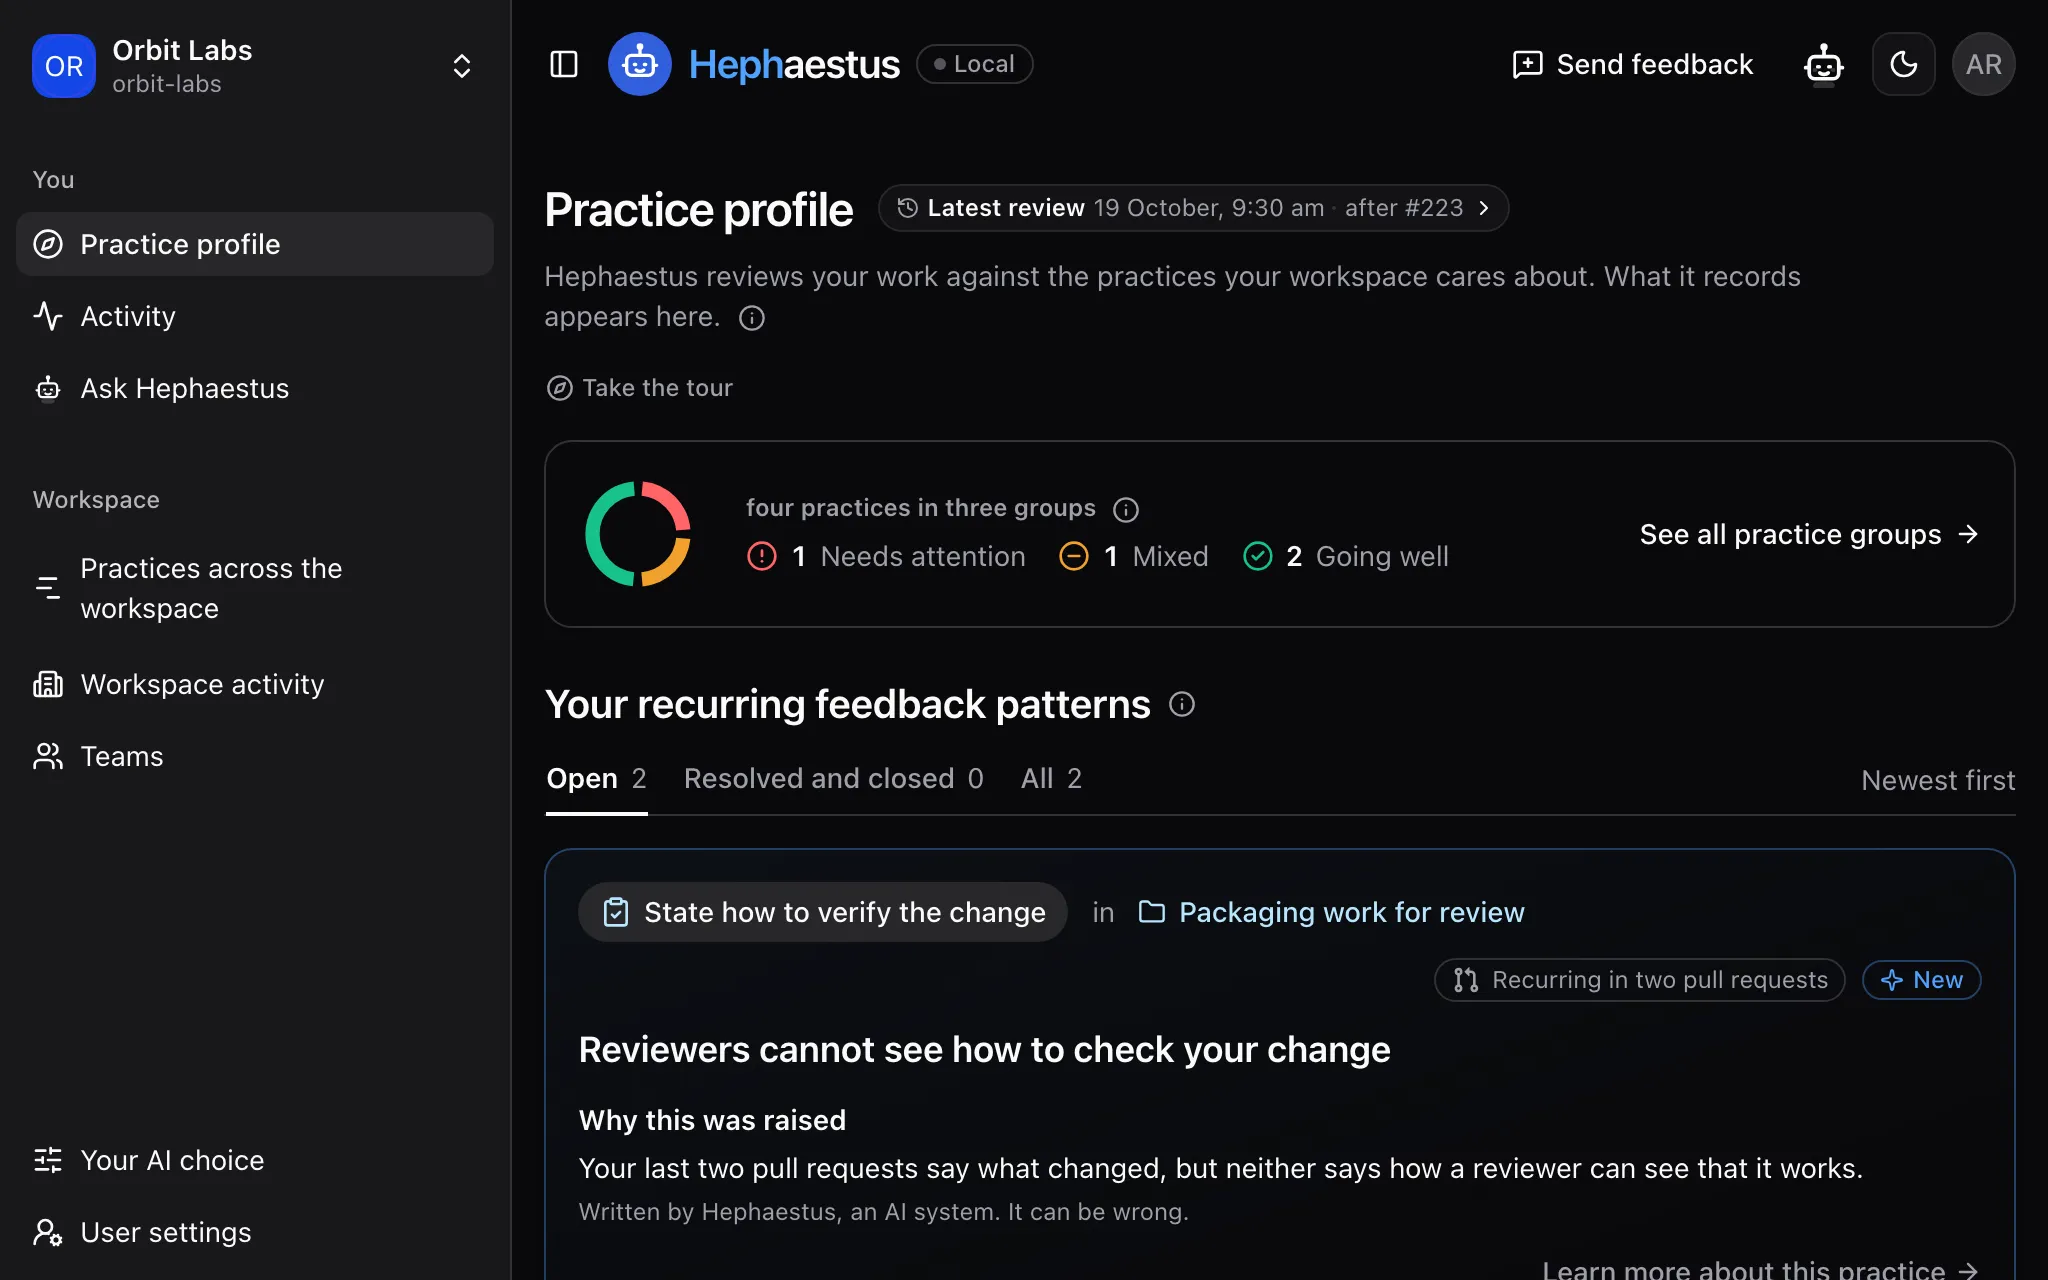 OR
Orbit Labs
orbit-labs
You
Practice profile
Activity
Ask Hephaestus
Workspace
Practices across the
workspace
Workspace activity
Teams
Your AI choice
User settings
Hephaestus
Local
Send feedback
AR
Practice profile
Latest review 19 October, 9:30 am · after #223
Hephaestus reviews your work against the practices your workspace cares about. What it records
appears here.
Take the tour
four practices in three groups
1 Needs attention 1 Mixed 2 Going well
See all practice groups
Your recurring feedback patterns
Open 2 Resolved and closed 0 All 2
Newest first
State how to verify the change in Packaging work for review
Recurring in two pull requests
New
Reviewers cannot see how to check your change
Why this was raised
Your last two pull requests say what changed, but neither says how a reviewer can see that it works.
Written by Hephaestus, an AI system. It can be wrong.
Learn more about this practice